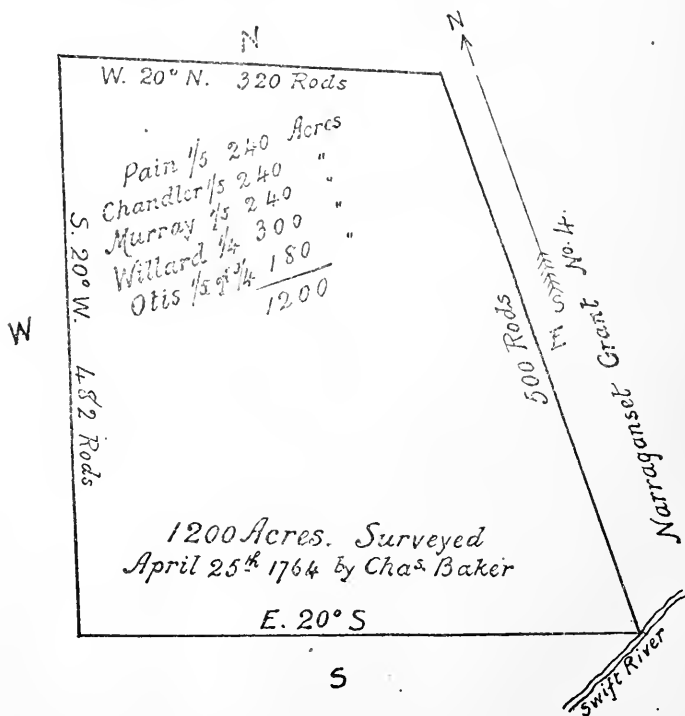 N
W. 20° N. 320 Rods
Pain 1/5 240 Acres
Chandler 1/5 240 "
Murray 1/5 240 "
Willard 1/4 300 "
Otis 1/5 of 3/4 180 "
1200
W
S. 20° W. 482 Rods
N
E S
500 Rods
Narraganset Grant No. 4.
1200 Acres. Surveyed
April 25th 1764 by Chas. Baker
E. 20° S
S
Swift River